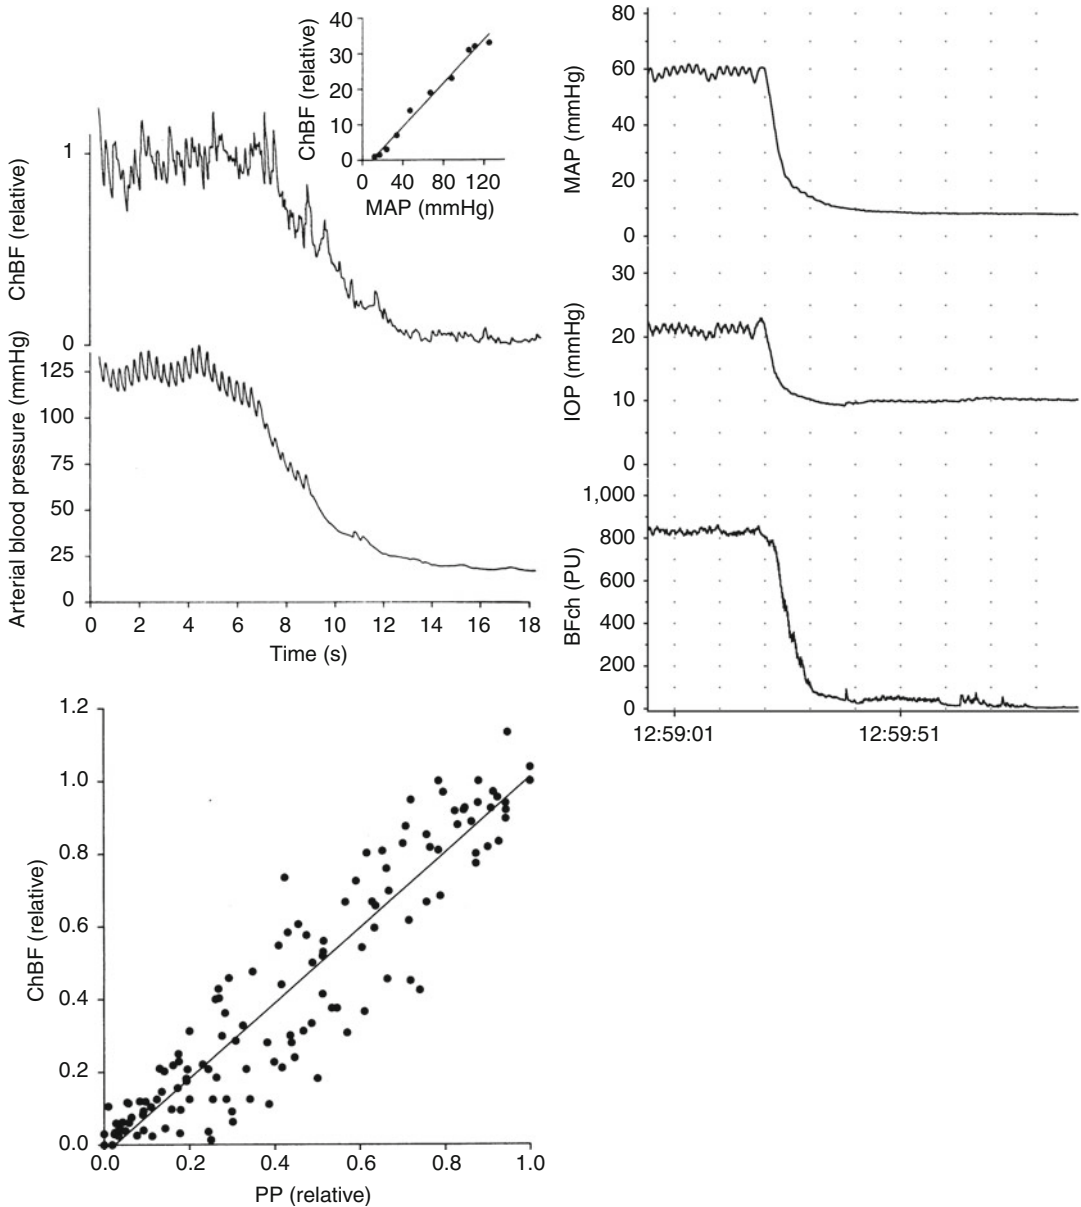 40
30
20
10
0
ChBF (relative)
0 40 80 120
MAP (mmHg)
1
0
ChBF (relative)
125
100
75
50
25
0
Arterial blood pressure (mmHg)
0 2 4 6 8 10 12 14 16 18
Time (s)
80
60
40
20
0
MAP (mmHg)
30
20
10
0
IOP (mmHg)
1,000
800
600
400
200
0
BFch (PU)
12:59:01 12:59:51
1.2
1.0
0.8
0.6
0.4
0.2
0.0
ChBF (relative)
0.0 0.2 0.4 0.6 0.8 1.0
PP (relative)